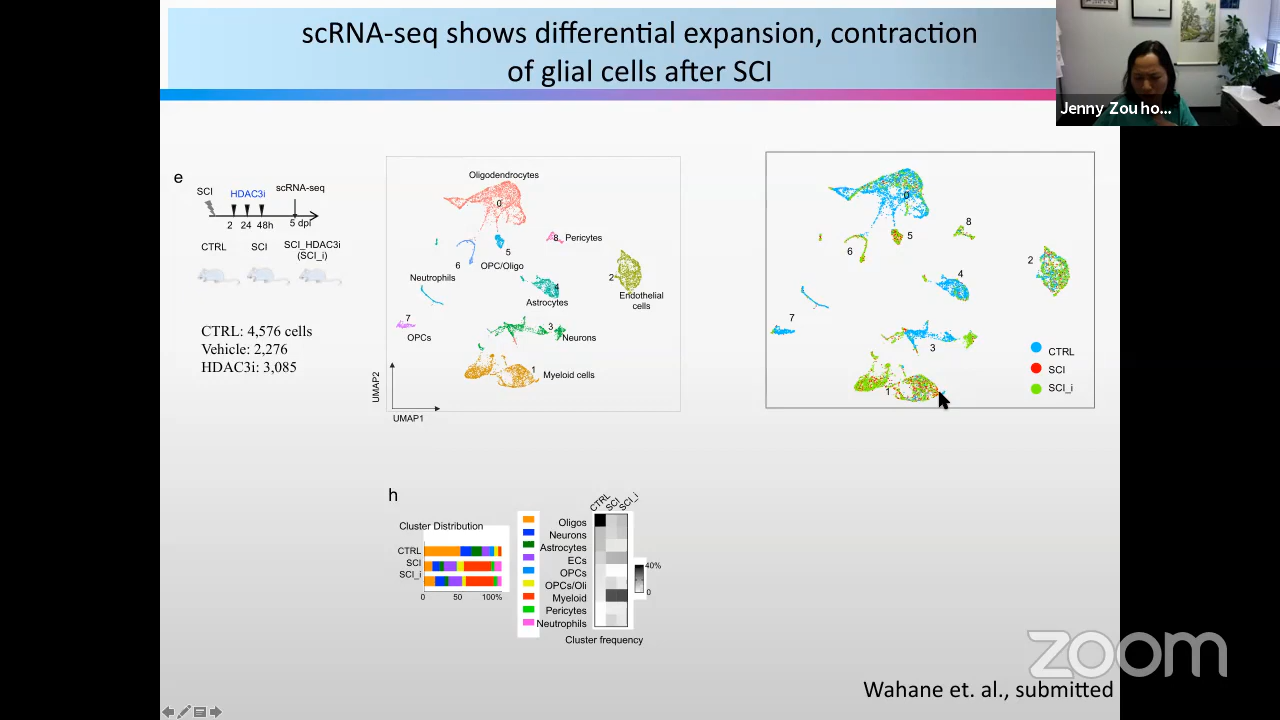 scRNA-seq shows differential expansion, contraction
of glial cells after SCI
Jenny Zou ho...
e
SCI
HDAC3i
scRNA-seq
2 24 48h
5 dpi
CTRL SCI SCI_HDAC3i
(SCI_i)
CTRL: 4,576 cells
Vehicle: 2,276
HDAC3i: 3,085
Oligodendrocytes
0
8 Pericytes
5
6
OPC/Oligo
2
Neutrophils
4
Endothelial
cells
Astrocytes
7
OPCs
3
Neurons
1 Myeloid cells
UMAP2
UMAP1
0
8
5
6
2
4
7
3
1
CTRL
SCI
SCI_i
h
Cluster Distribution
CTRL
SCI
SCI_i
0 50 100%
CTRL
SCI
SCI_i
Oligos
Neurons
Astrocytes
ECs
OPCs
OPCs/Oli
Myeloid
Pericytes
Neutrophils
40%
0
Cluster frequency
zoom
Wahane et. al., submitted